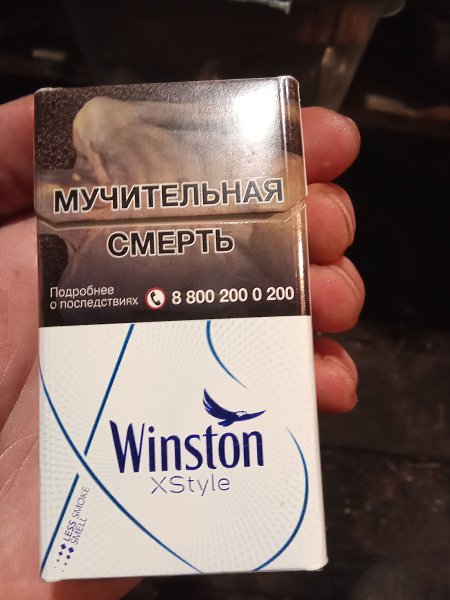 МУЧИТЕЛЬНАЯ
СМЕРТЬ
Подробнее
о последствиях 8 800 200 0 200
Winston
XStyle
LESS SMOKE
SMELL